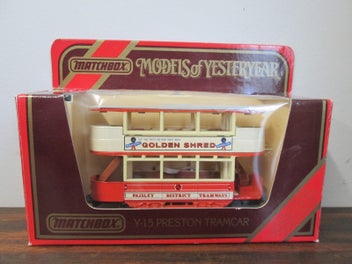 MATCHBOX
MODELS of YESTERYEAR
GOLDEN SHRED
PAISLEY DISTRICT TRAMWAYS
MATCHBOX
Y-15 PRESTON TRAMCAR